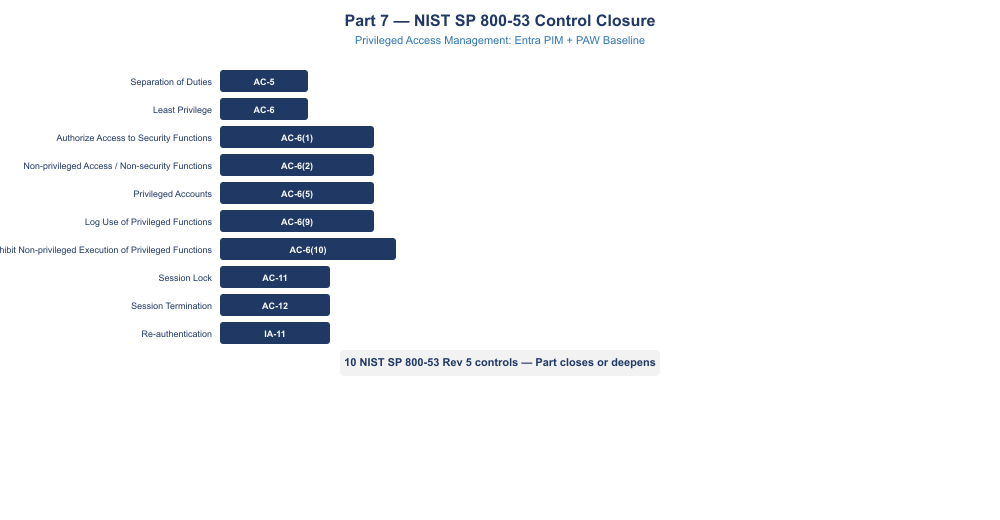 Part 7 — NIST SP 800-53 Control Closure
Privileged Access Management: Entra PIM + PAW Baseline
Separation of Duties AC-5
Least Privilege AC-6
Authorize Access to Security Functions AC-6(1)
Non-privileged Access / Non-security Functions AC-6(2)
Privileged Accounts AC-6(5)
Log Use of Privileged Functions AC-6(9)
hibit Non-privileged Execution of Privileged Functions AC-6(10)
Session Lock AC-11
Session Termination AC-12
Re-authentication IA-11
10 NIST SP 800-53 Rev 5 controls — Part closes or deepens